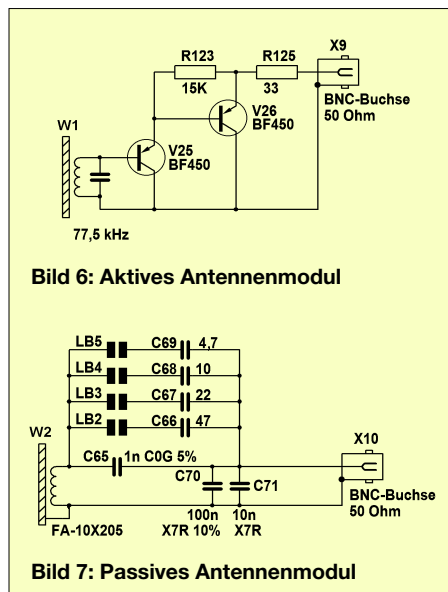 R123
15K
R125
33
X9
BNC-Buchse
50 Ohm
V26
BF450
V25
BF450
W1
77,5 kHz
Bild 6: Aktives Antennenmodul
LB5
C69
4,7
LB4
C68
10
LB3
C67
22
LB2
C66
47
W2
C65
1n C0G 5%
X10
C70
C71
BNC-Buchse
50 Ohm
FA-10X205
100n
X7R 10%
10n
X7R
Bild 7: Passives Antennenmodul